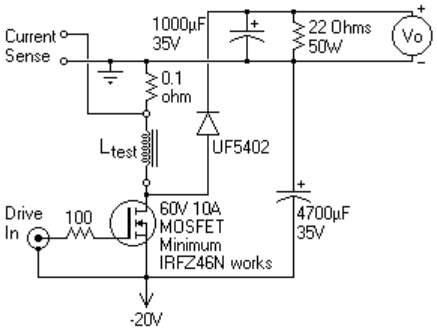 1000µF
35V
22 Ohms
50W
+
Vo
−
Current
Sense
0.1
ohm
Ltest
UF5402
+
4700µF
35V
Drive
In
100
60V 10A
MOSFET
Minimum
IRFZ46N works
-20V